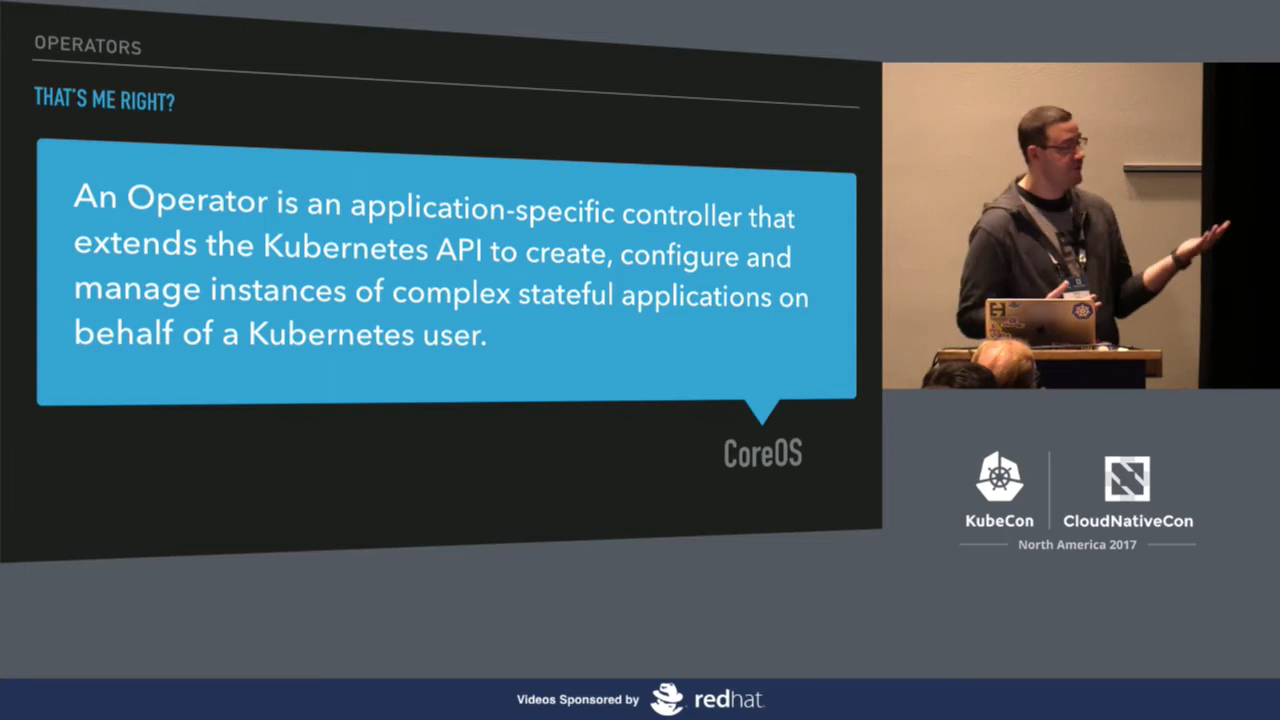 OPERATORS
THAT'S ME RIGHT?
An Operator is an application-specific controller that
extends the Kubernetes API to create, configure and
manage instances of complex stateful applications on
behalf of a Kubernetes user.
CoreOS
KubeCon
CloudNativeCon
North America 2017
Videos Sponsored by
redhat.